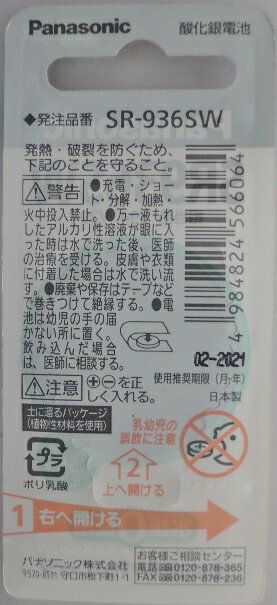 Panasonic 酸化銀電池
◆発注品番 SR-936SW
発熱・破裂を防ぐため、
下記のことを守ること。
⚠警告 ●充電・ショー
ト・分解・加熱・
火中投入禁止。●万一液もれ
したアルカリ性溶液が眼に入
った時は水で洗った後、医師
の治療を受ける。皮膚や衣類
に付着した場合は水で洗い流
す。●廃棄や保存はテープなど
で巻きつけて絶縁する。●電
池は幼児の手の届
かない所に置く。
飲み込んだ場合
は、医師に相談する。
⚠注意 ⊕⊖を正
しく入れる。
4984824566064
02-2021
使用推奨期限(月-年)
日本製
土に還るパッケージ
(植物性材料を使用)
乳幼児の
誤飲に注意
プラ
ポリ乳酸
2
上へ開ける
1 右へ開ける
パナソニック株式会社
〒570-8511 守口市松下町1-1
お客様ご相談センター
電話 0120-878-365
FAX 0120-878-236